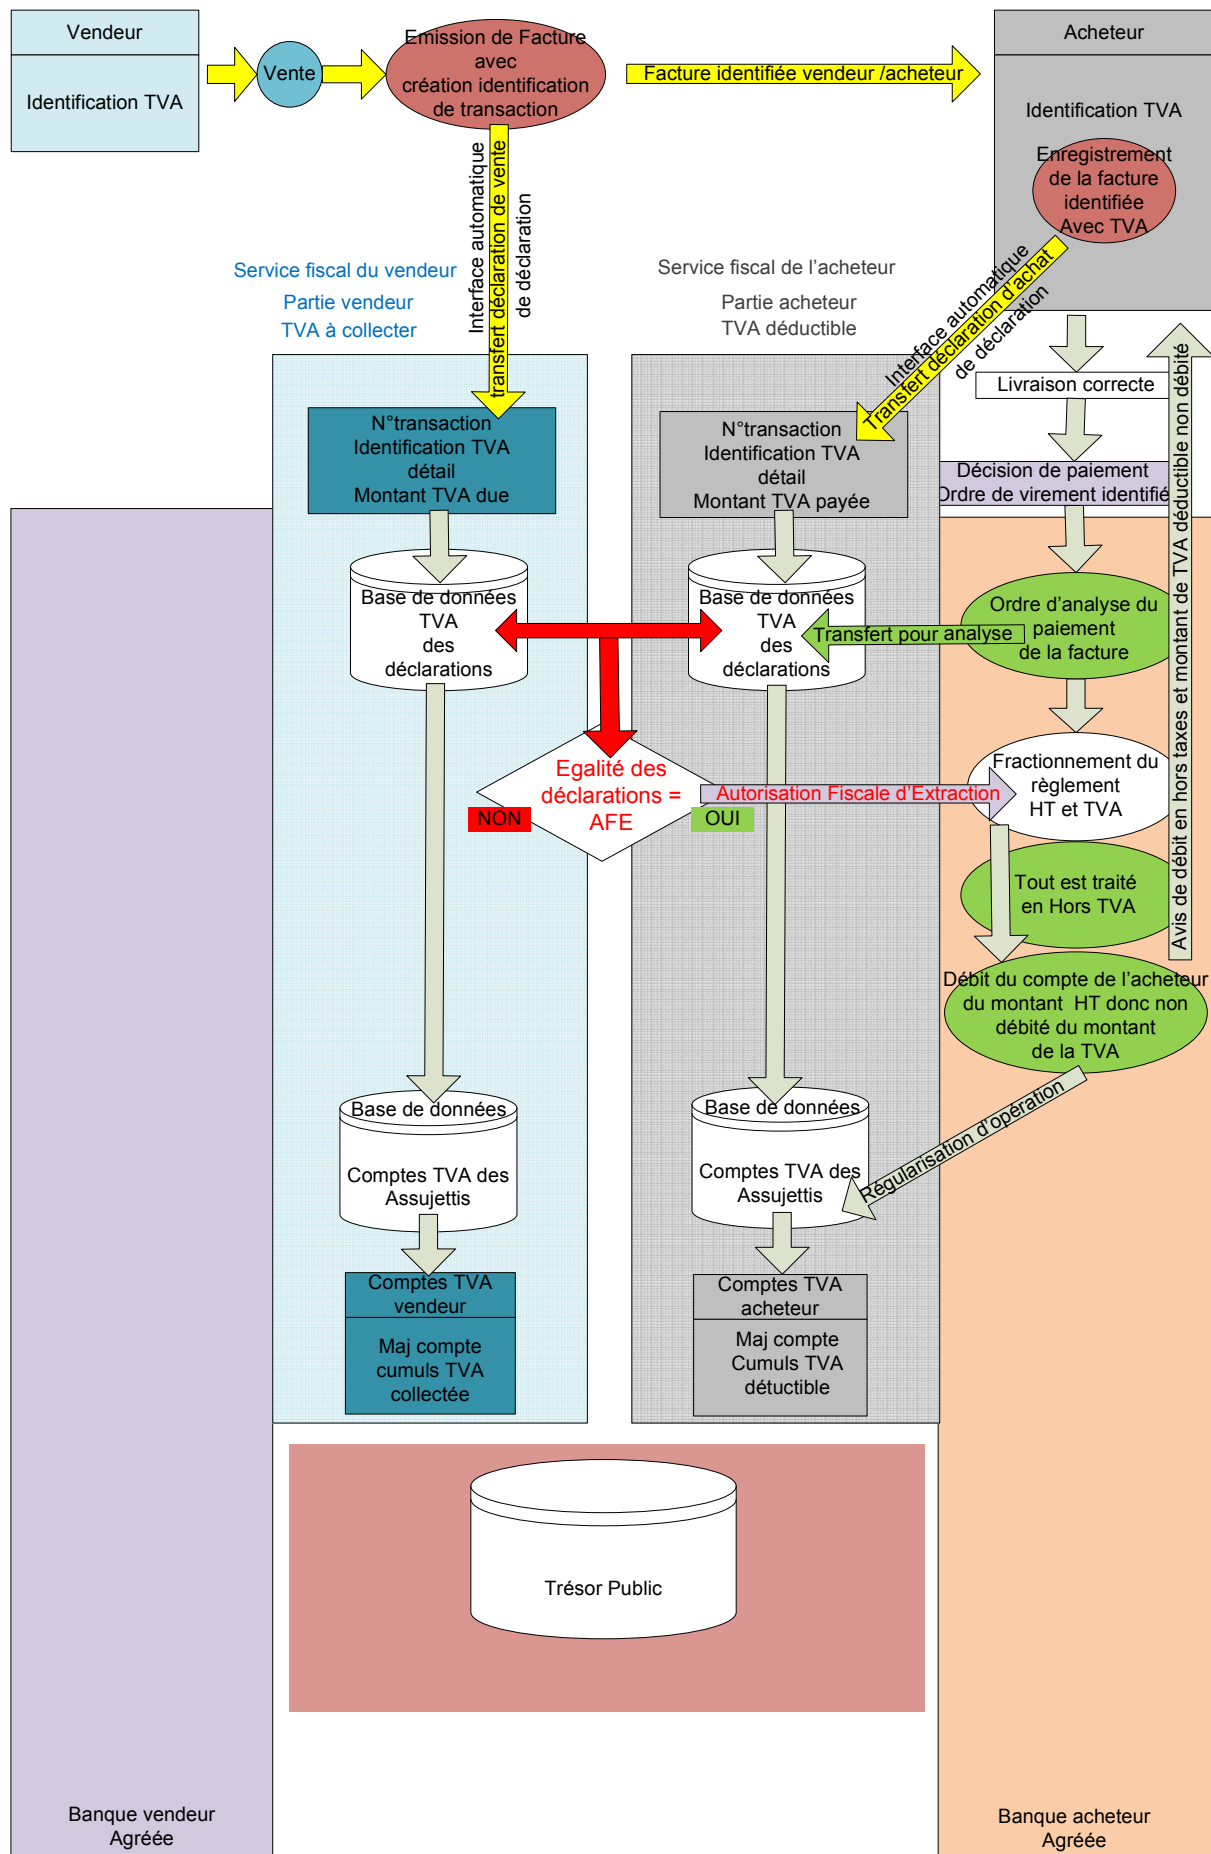 Vendeur
Identification TVA
Vente
Emission de Facture
avec
création identification
de transaction
Facture identifiée vendeur /acheteur
Acheteur
Identification TVA
Enregistrement
de la facture
identifiée
Avec TVA
Interface automatique
transfert déclaration de vente
de déclaration
Service fiscal du vendeur
Partie vendeur
TVA à collecter
Service fiscal de l'acheteur
Partie acheteur
TVA déductible
Interface automatique
Transfert déclaration d'achat
de déclaration
Livraison correcte
Décision de paiement
Ordre de virement identifié
Avis de débit en hors taxes et montant de TVA déductible non débité
N°transaction
Identification TVA
détail
Montant TVA due
N°transaction
Identification TVA
détail
Montant TVA payée
Base de données
TVA
des
déclarations
Base de données
TVA
des
déclarations
Transfert pour analyse
Ordre d'analyse du
paiement
de la facture
Egalité des
déclarations =
AFE
NON
OUI
Autorisation Fiscale d'Extraction
Fractionnement du
règlement
HT et TVA
Tout est traité
en Hors TVA
Débit du compte de l'acheteur
du montant HT donc non
débité du montant
de la TVA
Régularisation d'opération
Base de données
Comptes TVA des
Assujettis
Base de données
Comptes TVA des
Assujettis
Comptes TVA
vendeur
Maj compte
cumuls TVA
collectée
Comptes TVA
acheteur
Maj compte
Cumuls TVA
détuctible
Trésor Public
Banque vendeur
Agréée
Banque acheteur
Agréée